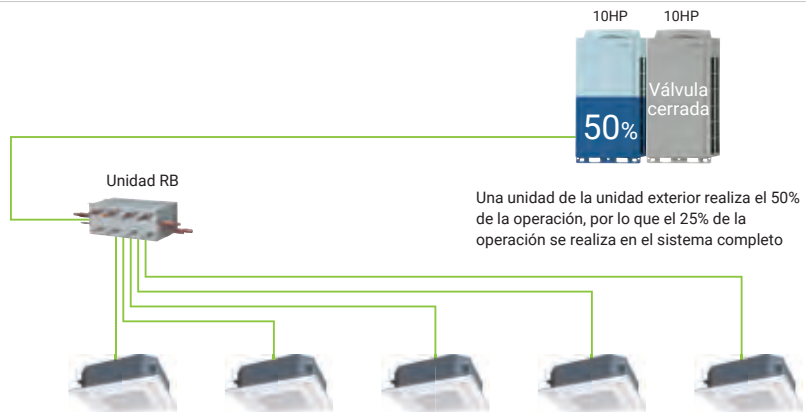 10HP 10HP
Válvula
cerrada
50%
Unidad RB
Una unidad de la unidad exterior realiza el 50%
de la operación, por lo que el 25% de la
operación se realiza en el sistema completo